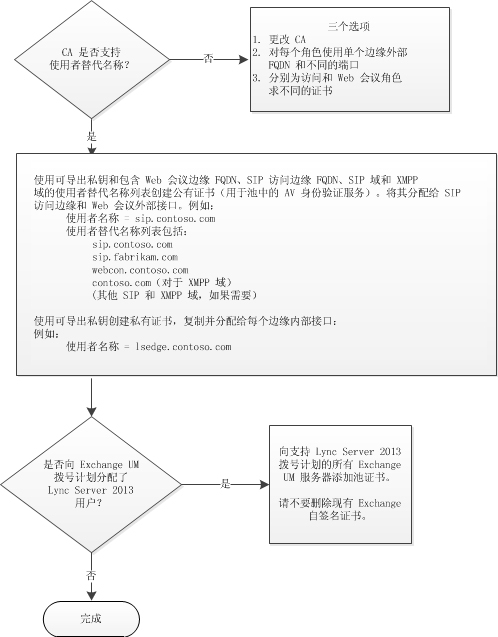 CA 是否支持
使用者替代名称?
否
三个选项
1. 更改 CA
2. 对每个角色使用单个边缘外部
FQDN 和不同的端口
3. 分别为访问和 Web 会议角色
求不同的证书
是
使用可导出私钥和包含 Web 会议边缘 FQDN、SIP 访问边缘 FQDN、SIP 域和 XMPP
域的使用者替代名称列表创建公有证书（用于池中的 AV 身份验证服务）。将其分配给 SIP
访问边缘和 Web 会议外部接口。例如:
使用者名称 = sip.contoso.com
使用者替代名称列表包括:
sip.contoso.com
sip.fabrikam.com
webcon.contoso.com
contoso.com（对于 XMPP 域）
(其他 SIP 和 XMPP 域，如果需要)
使用可导出私钥创建私有证书，复制并分配给每个边缘内部接口:
例如:
使用者名称 = lsedge.contoso.com
是否向 Exchange UM
拨号计划分配了
Lync Server 2013
用户?
是
向支持 Lync Server 2013
拨号计划的所有 Exchange
UM 服务器添加池证书。
请不要删除现有 Exchange
自签名证书。
否
完成